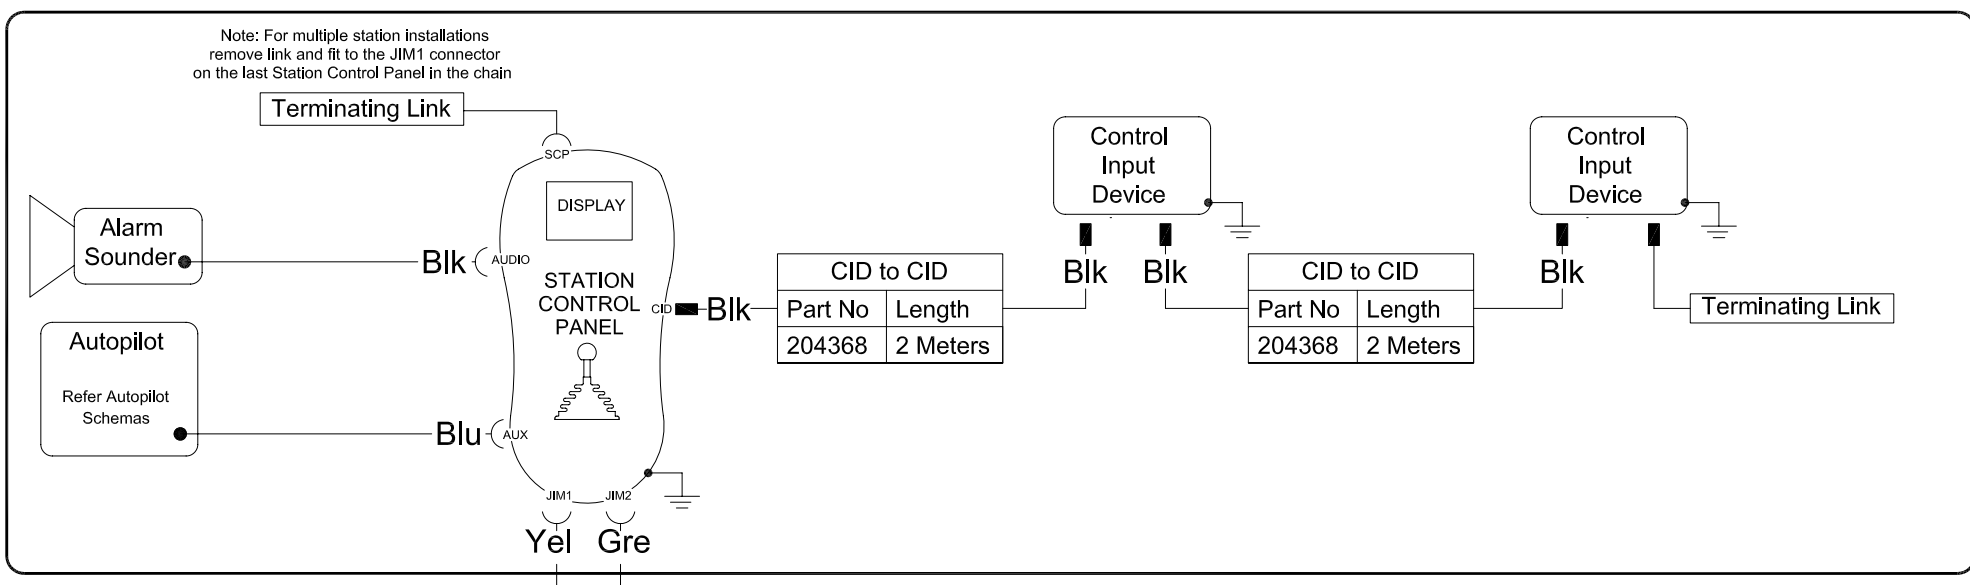 Note: For multiple station installations
remove link and fit to the JIM1 connector
on the last Station Control Panel in the chain
Terminating Link
SCP
DISPLAY
Alarm
Sounder
Blk
AUDIO
STATION
CONTROL
PANEL
CID
Blk
Autopilot
Refer Autopilot
Schemas
Blu
AUX
JIM1
JIM2
Yel
Gre
CID to CID
Part No
Length
204368
2 Meters
Control
Input
Device
Blk
Blk
CID to CID
Part No
Length
204368
2 Meters
Control
Input
Device
Blk
Terminating Link